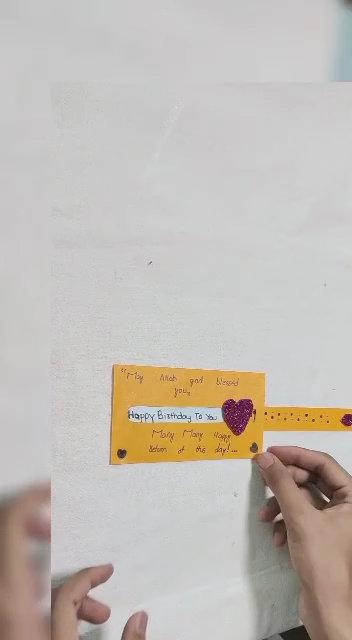 "May Allah god blessed
you"
Happy Birthday To You
Many Many Happy
Return of the day!...